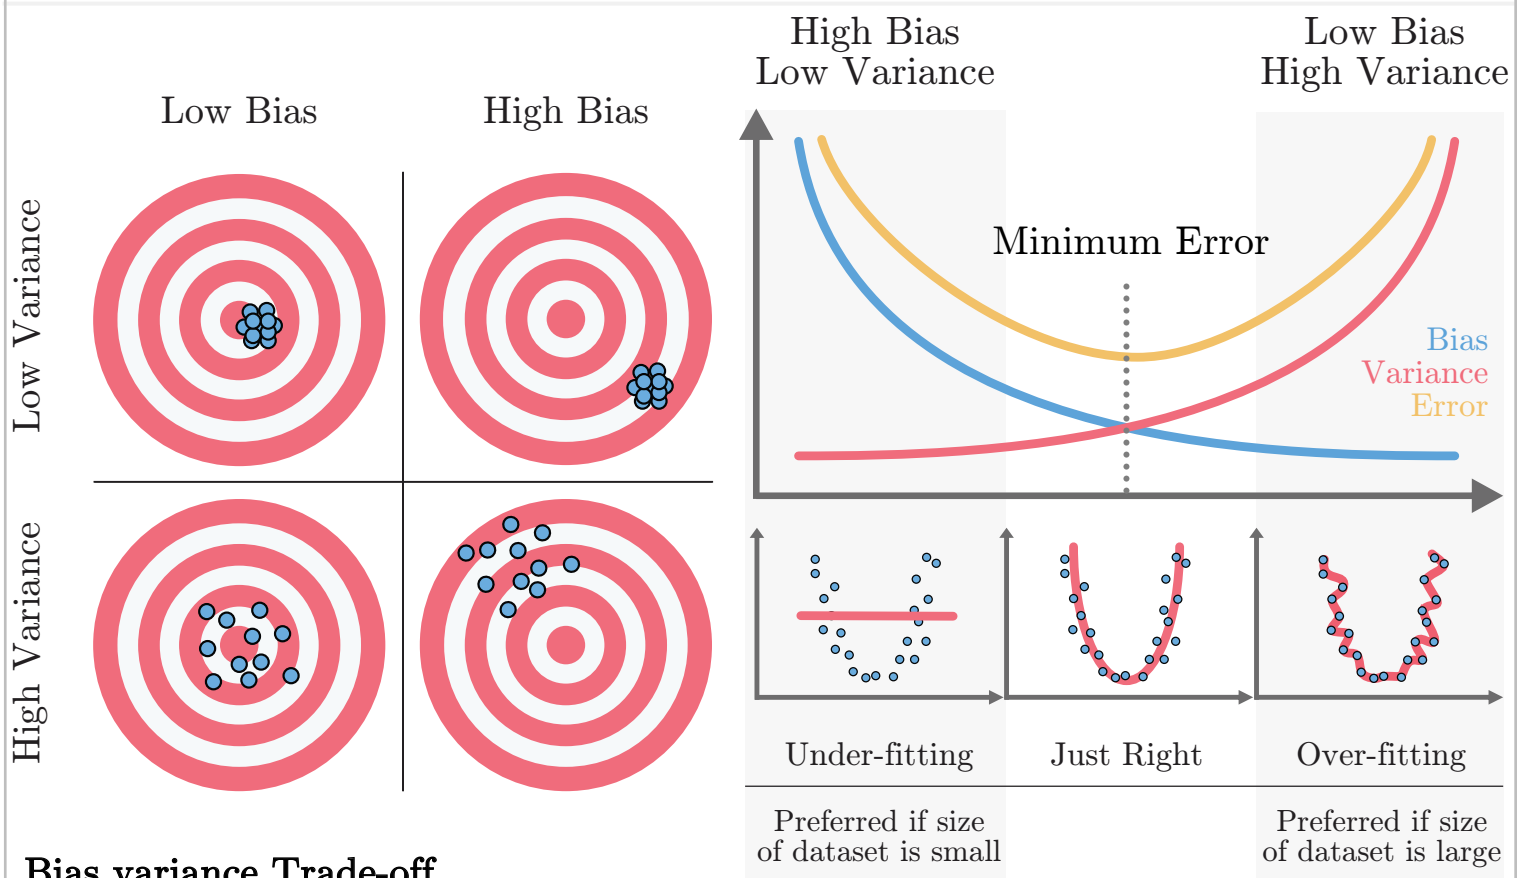 High Bias
Low Variance
Low Bias
High Variance
Low Bias
High Bias
Low Variance
High Variance
Minimum Error
Bias
Variance
Error
Under-fitting
Just Right
Over-fitting
Preferred if size
of dataset is small
Preferred if size
of dataset is large
Bias variance Trade-off